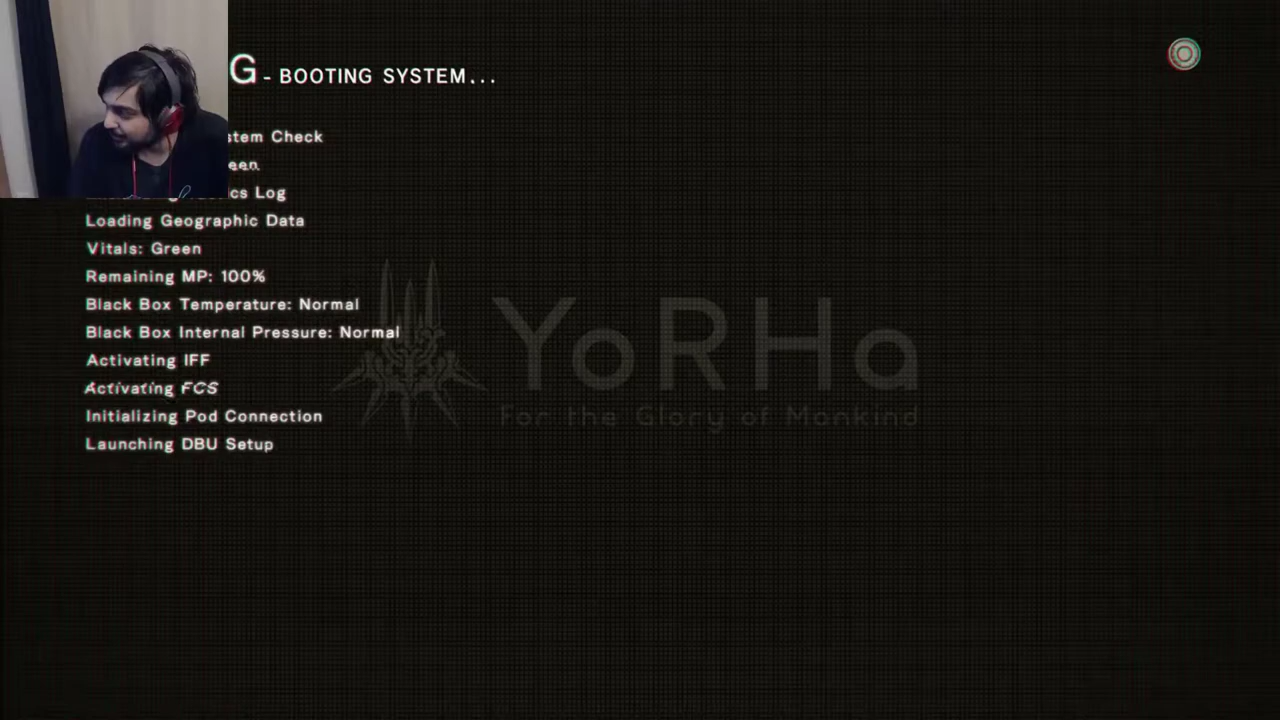 G - BOOTING SYSTEM...
stem Check
een
cs Log
Loading Geographic Data
Vitals: Green
Remaining MP: 100%
Black Box Temperature: Normal
Black Box Internal Pressure: Normal
Activating IFF
Activating FCS
Initializing Pod Connection
Launching DBU Setup
YoRHa
For the Glory of Mankind